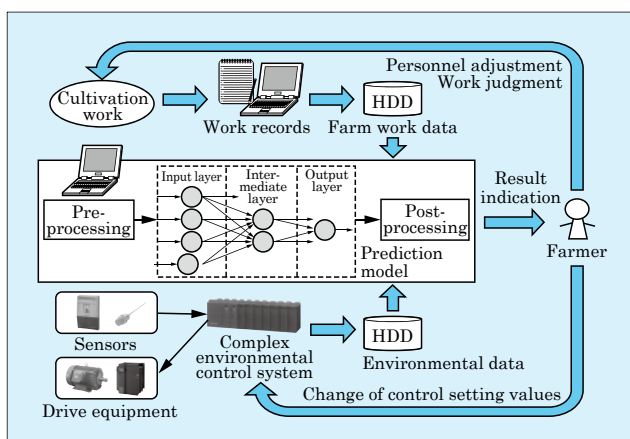 Personnel adjustment
Work judgment
Cultivation
work
Work records
HDD
Farm work data
Input layer
Inter-
mediate
layer
Output
layer
Pre-
processing
Post-
processing
Prediction
model
Result
indication
Farmer
Sensors
Drive equipment
Complex
environmental
control system
HDD
Environmental data
Change of control setting values